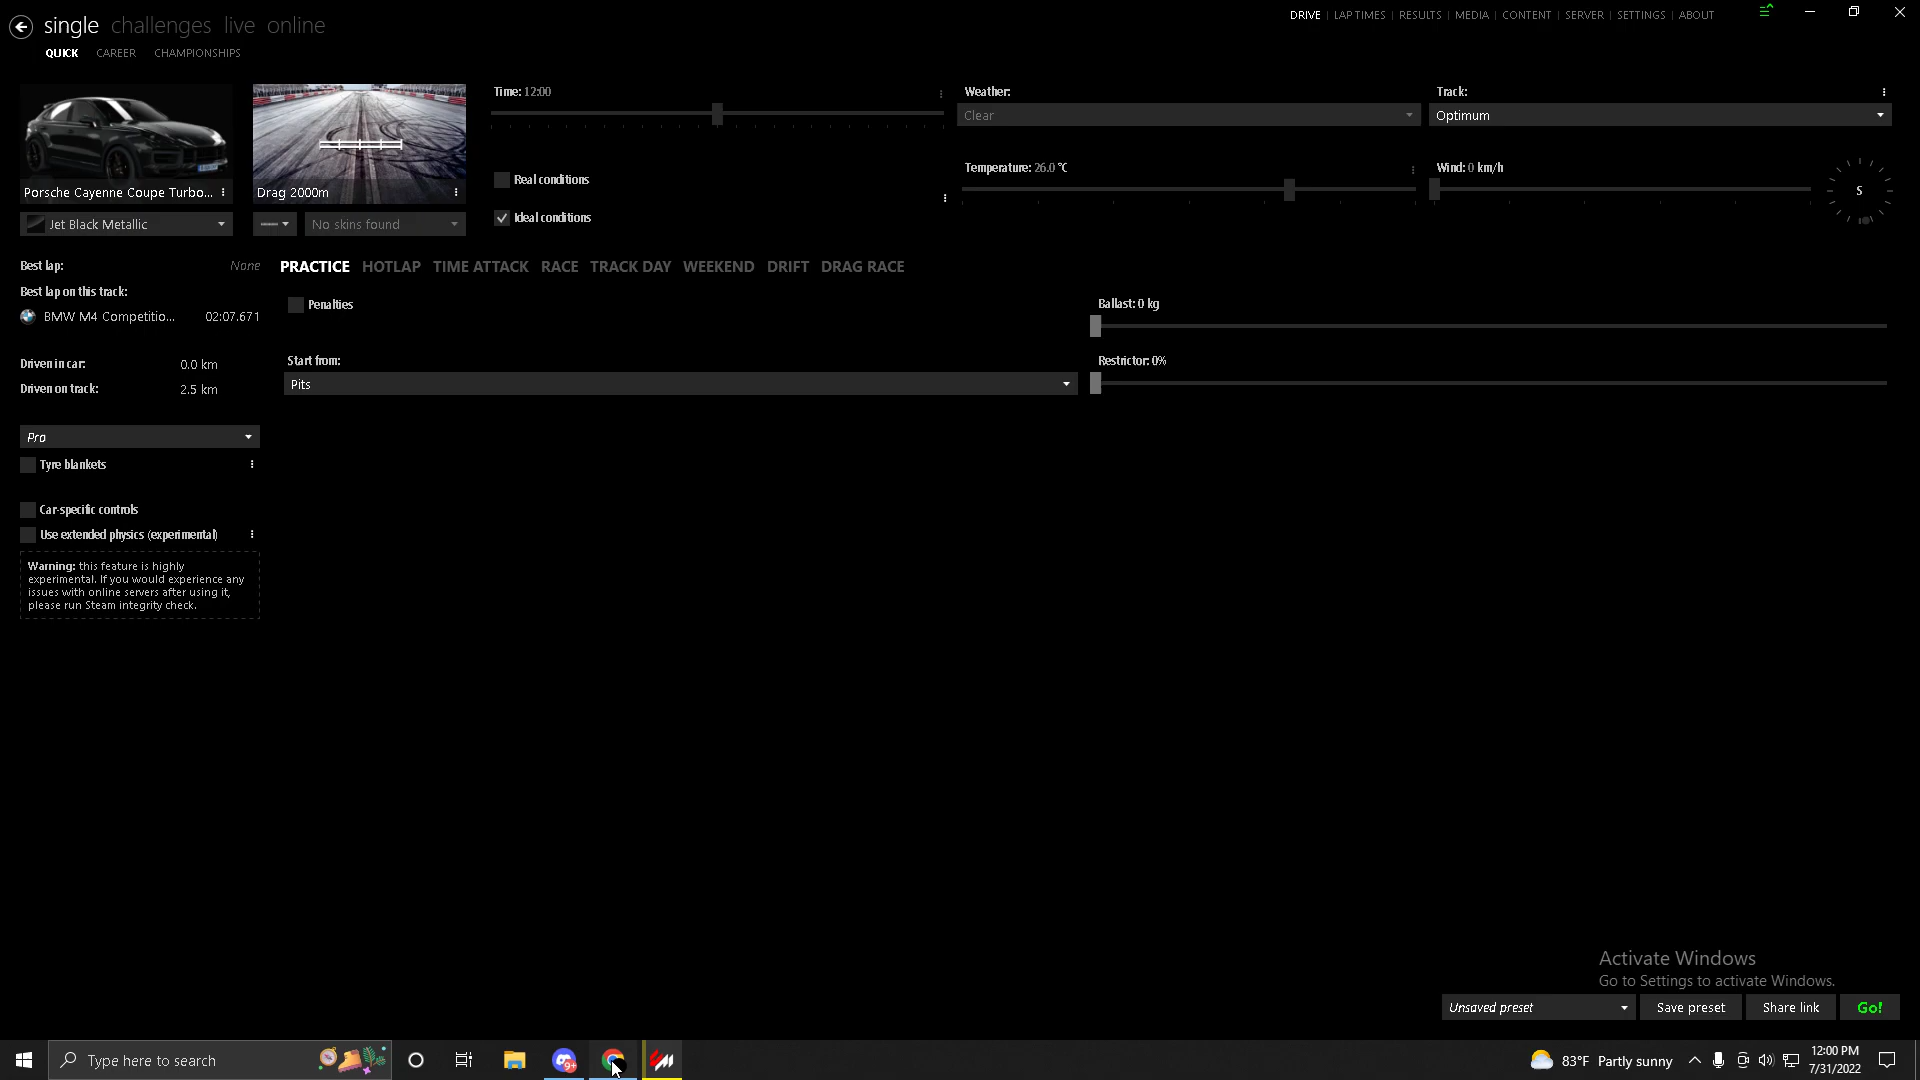 single challenges live online
DRIVE | LAP TIMES | RESULTS | MEDIA | CONTENT | SERVER | SETTINGS | ABOUT
QUICK CAREER CHAMPIONSHIPS
Time: 12:00
Weather:
Track:
Clear
Optimum
Temperature: 26.0 °C
Wind: 0 km/h
S
Real conditions
Porsche Cayenne Coupe Turbo...
Drag 2000m
Ideal conditions
Jet Black Metallic
No skins found
Best lap: None
PRACTICE HOTLAP TIME ATTACK RACE TRACK DAY WEEKEND DRIFT DRAG RACE
Best lap on this track:
BMW M4 Competitio... 02:07.671
Penalties
Ballast: 0 kg
Driven in car: 0.0 km
Start from:
Restrictor: 0%
Driven on track: 2.5 km
Pits
Pro
Tyre blankets
Car-specific controls
Use extended physics (experimental)
Warning: this feature is highly
experimental. If you would experience any
issues with online servers after using it,
please run Steam integrity check.
Activate Windows
Go to Settings to activate Windows.
Unsaved preset
Save preset
Share link
Go!
Type here to search
9+
83°F Partly sunny
12:00 PM
7/31/2022